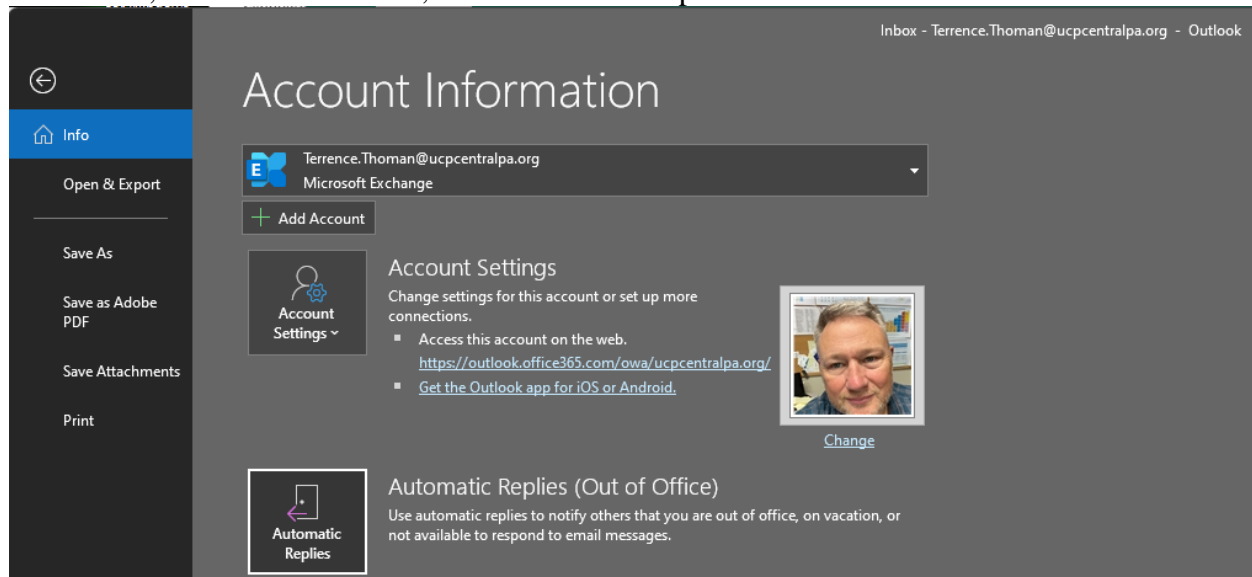 Inbox - Terrence.Thoman@ucpcentralpa.org - Outlook
Account Information
Info
Open & Export
Save As
Save as Adobe
PDF
Save Attachments
Print
Terrence.Thoman@ucpcentralpa.org
Microsoft Exchange
Add Account
Account
Settings
Account Settings
Change settings for this account or set up more
connections.
Access this account on the web.
https://outlook.office365.com/owa/ucpcentralpa.org/
Get the Outlook app for iOS or Android.
Change
Automatic
Replies
Automatic Replies (Out of Office)
Use automatic replies to notify others that you are out of office, on vacation, or
not available to respond to email messages.